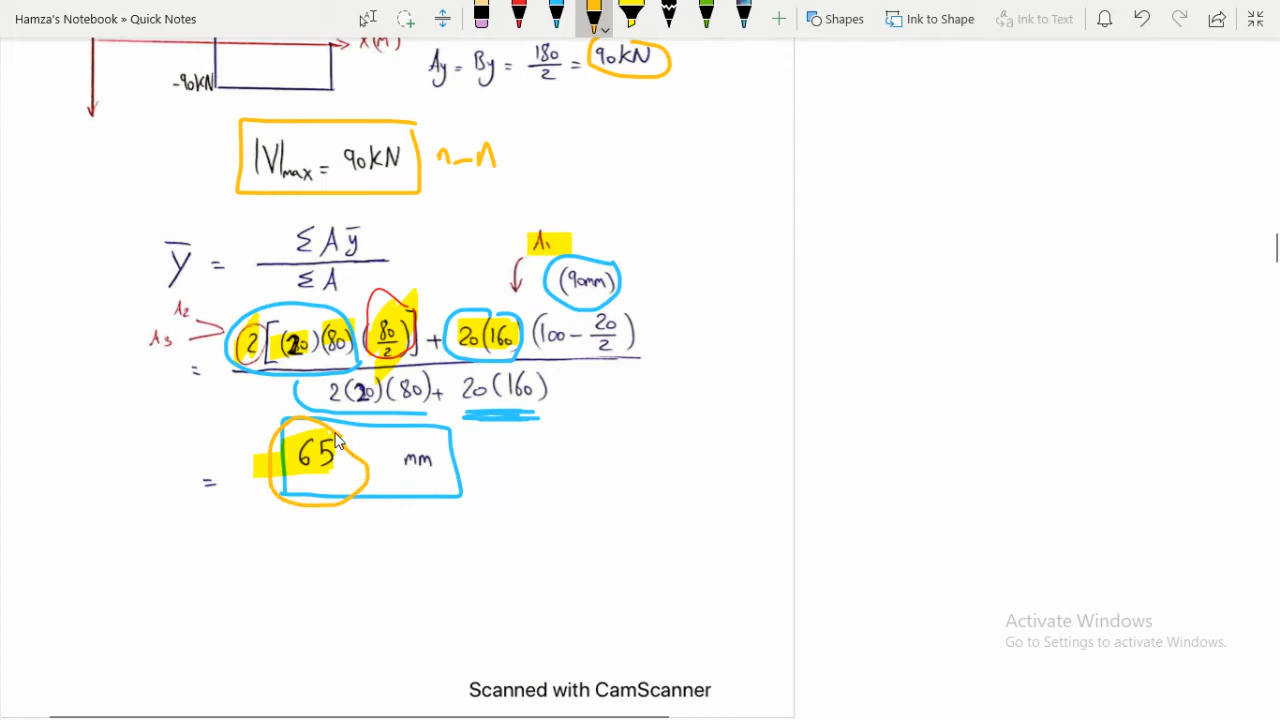 Hamza's Notebook » Quick Notes
Shapes
Ink to Shape
Ink to Text
X(M)
-90kN
Ay = By = 180/2 = 90kN
|V|max = 90kN n-n
Y̅ = ΣAy̅ / ΣA
A₁
(90mm)
A₂
A₃
= 2[(20)(80)(80/2)] + 20(160)(100 - 20/2)
2(20)(80) + 20(160)
= 65 mm
Activate Windows
Go to Settings to activate Windows.
Scanned with CamScanner